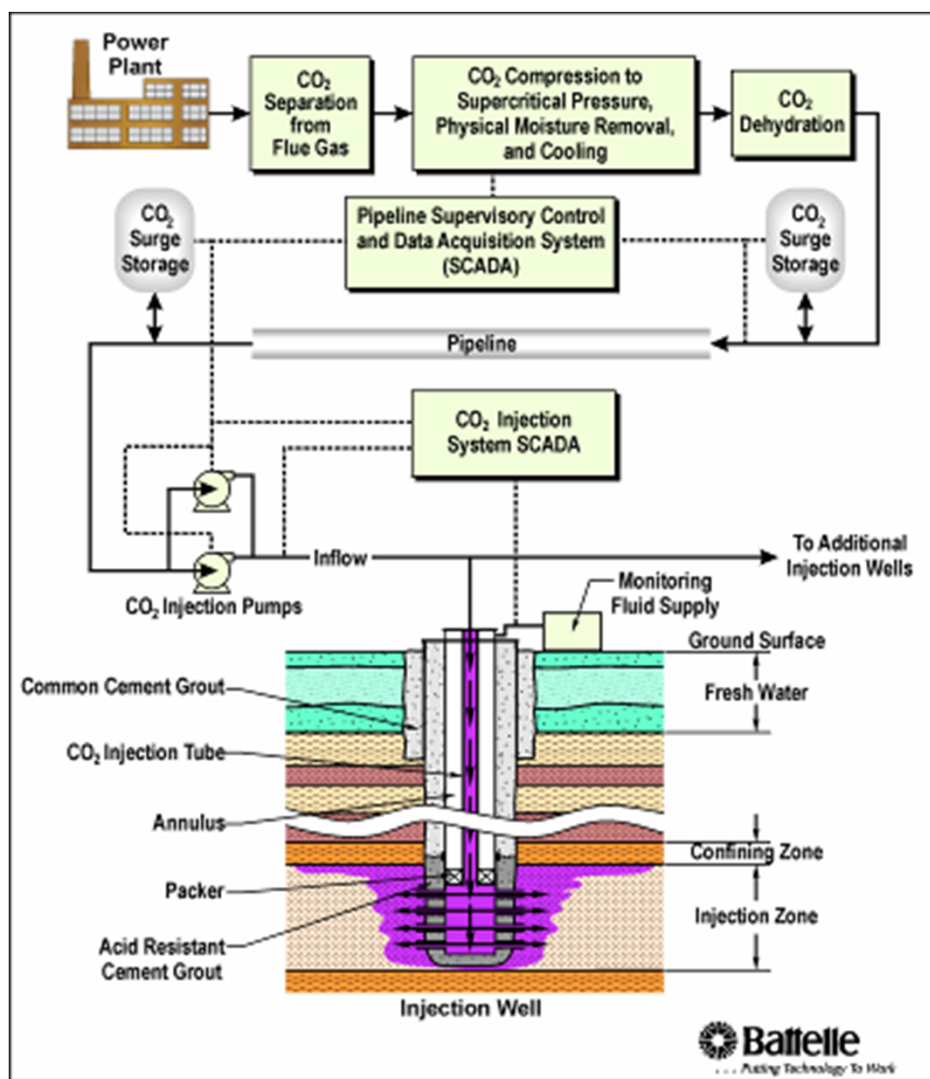 Power
Plant
CO2
Separation
from
Flue Gas
CO2 Compression to
Supercritical Pressure,
Physical Moisture Removal,
and Cooling
CO2
Dehydration
CO2
Surge
Storage
Pipeline Supervisory Control
and Data Acquisition System
(SCADA)
CO2
Surge
Storage
Pipeline
CO2 Injection
System SCADA
Inflow
To Additional
Injection Wells
CO2 Injection Pumps
Monitoring
Fluid Supply
Ground Surface
Common Cement Grout
Fresh Water
CO2 Injection Tube
Annulus
Confining Zone
Packer
Injection Zone
Acid Resistant
Cement Grout
Injection Well
Battelle
. . . Putting Technology To Work